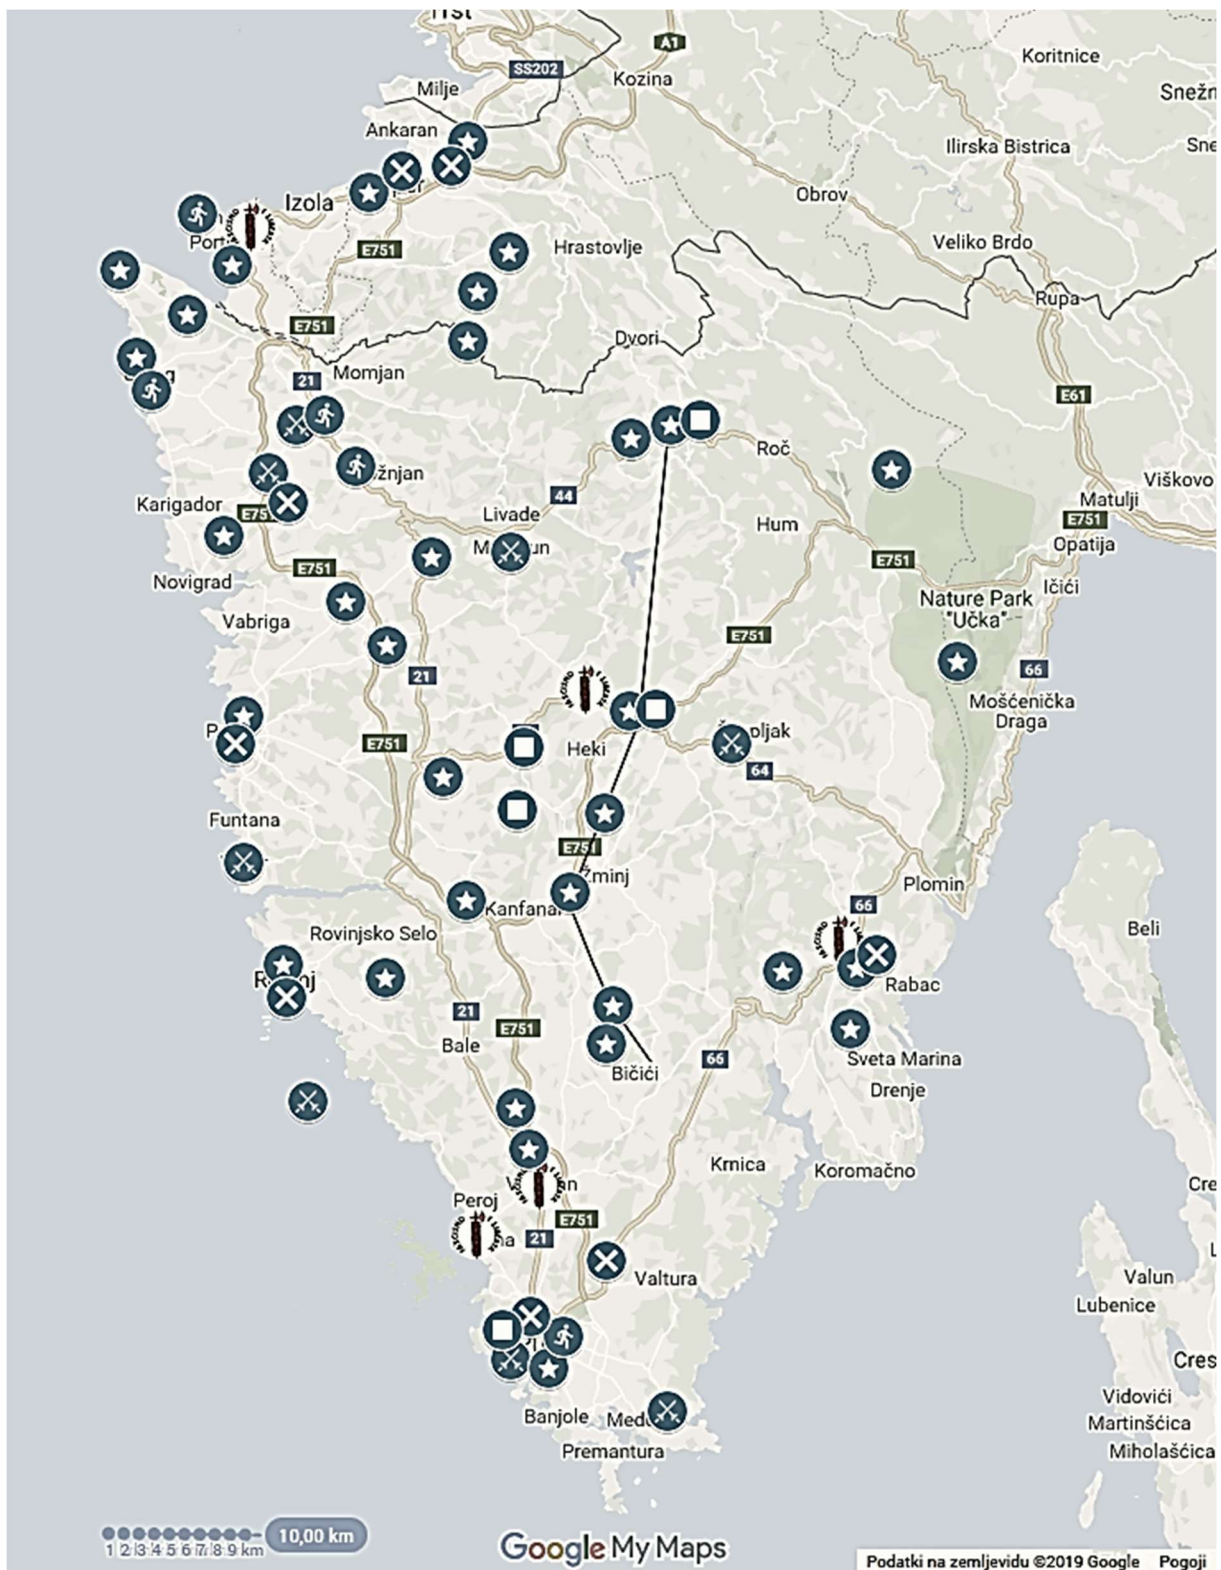 SS202
A1
Kozina
Koritnice
Milje
Ankaran
Ilirska Bistrica
Obrov
Izola
Veliko Brdo
Hrastovlje
E751
Rupa
E751
Dvori
Momjan
21
E61
Roč
Viškovo
Karigador
44
Matulji
Livade
Hum
E751
Opatija
E751
E751
Ičići
Novigrad
Nature Park
"Učka"
Vabriga
E751
66
21
Mošćenička
Draga
E751
Heki
64
Funtana
E751
Žminj
Plomin
66
Kanfanar
Rovinjsko Selo
Beli
Rabac
21
E751
Bale
66
Sveta Marina
Bičići
Drenje
Krnica
Koromačno
Peroj
E751
21
Valtura
Valun
Lubenice
Banjole
Vidovići
Martinšćica
Premantura
Miholašćica
1 2 3 4 5 6 7 8 9 km
10,00 km
Google My Maps
Podatki na zemljevidu ©2019 Google Pogoji